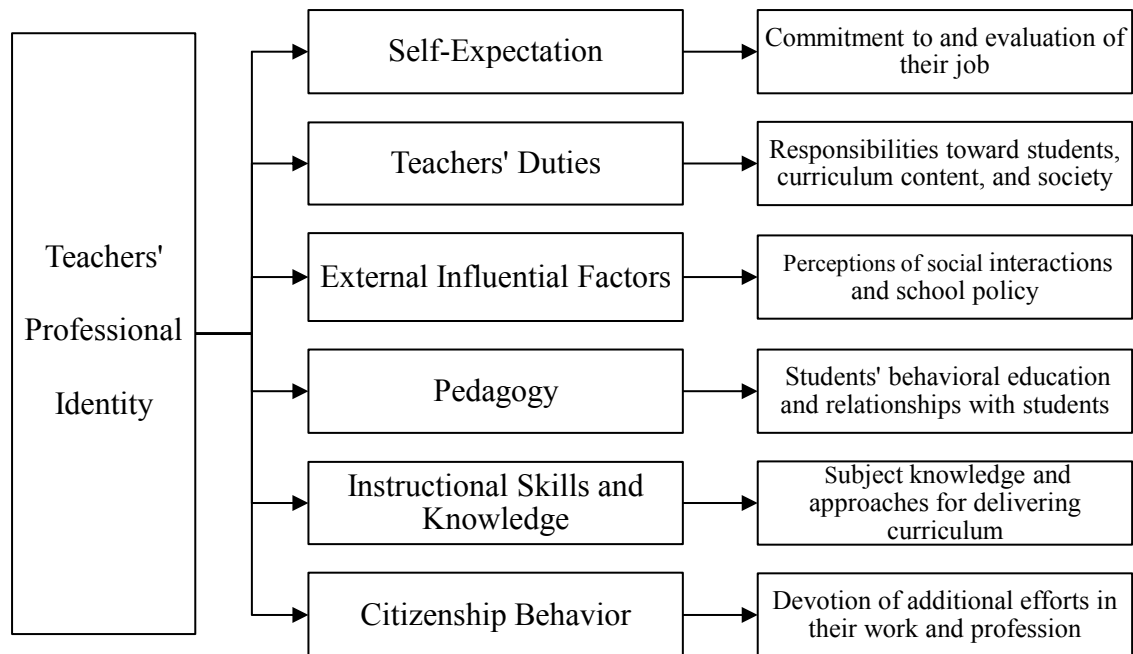 Teachers'
Professional
Identity
Self-Expectation
Commitment to and evaluation of
their job
Teachers' Duties
Responsibilities toward students,
curriculum content, and society
External Influential Factors
Perceptions of social interactions
and school policy
Pedagogy
Students' behavioral education
and relationships with students
Instructional Skills and
Knowledge
Subject knowledge and
approaches for delivering
curriculum
Citizenship Behavior
Devotion of additional efforts in
their work and profession